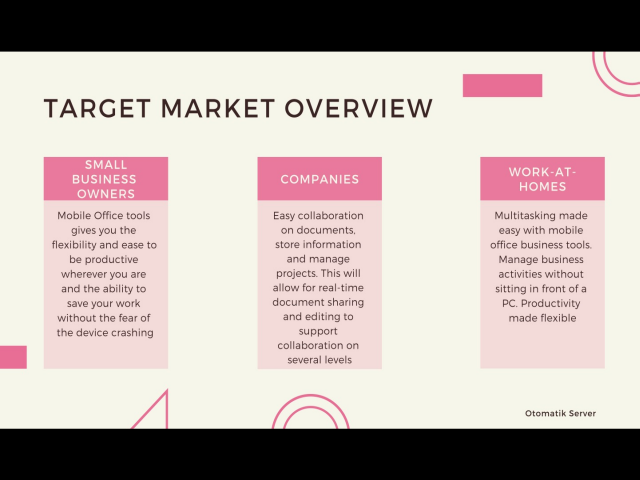 TARGET MARKET OVERVIEW
SMALL
BUSINESS
OWNERS
Mobile Office tools
gives you the
flexibility and ease to
be productive
wherever you are
and the ability to
save your work
without the fear of
the device crashing
COMPANIES
Easy collaboration
on documents,
store information
and manage
projects. This will
allow for real-time
document sharing
and editing to
support
collaboration on
several levels
WORK-AT-
HOMES
Multitasking made
easy with mobile
office business tools.
Manage business
activities without
sitting in front of a
PC. Productivity
made flexible
Otomatik Server